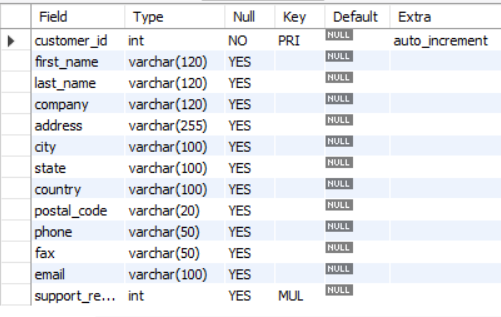 Field Type Null Key Default Extra
customer_id int NO PRI NULL auto_increment
first_name varchar(120) YES NULL
last_name varchar(120) YES NULL
company varchar(120) YES NULL
address varchar(255) YES NULL
city varchar(100) YES NULL
state varchar(100) YES NULL
country varchar(100) YES NULL
postal_code varchar(20) YES NULL
phone varchar(50) YES NULL
fax varchar(50) YES NULL
email varchar(100) YES NULL
support_re... int YES MUL NULL